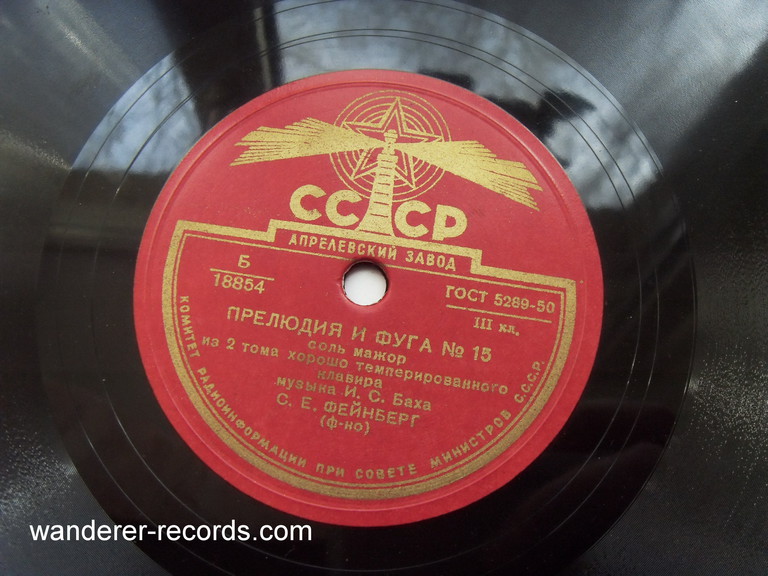 СССР
АПРЕЛЕВСКИЙ ЗАВОД
Б
18854
ГОСТ 5289-50
III кл.
ПРЕЛЮДИЯ И ФУГА № 15
соль мажор
из 2 тома хорошо темперированного
клавира
музыка И. С. Баха
С. Е. ФЕЙНБЕРГ
(ф-но)
КОМИТЕТ РАДИОИНФОРМАЦИИ ПРИ СОВЕТЕ МИНИСТРОВ С.С.С.Р.
wanderer-records.com